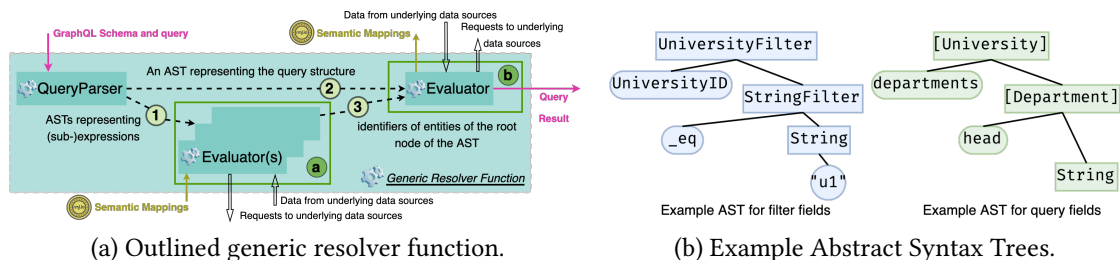 GraphQL Schema and query
Semantic Mappings
Data from underlying data sources
Requests to underlying
data sources
QueryParser
An AST representing the query structure
2
b
Evaluator
1
3
Query
Result
ASTs representing
(sub-)expressions
identifiers of entities of the root
node of the AST
Evaluator(s)
a
Generic Resolver Function
Semantic Mappings
Data from underlying data sources
Requests to underlying data sources
(a) Outlined generic resolver function.
UniversityFilter
UniversityID
StringFilter
_eq
String
"u1"
Example AST for filter fields
[University]
departments
[Department]
head
String
Example AST for query fields
(b) Example Abstract Syntax Trees.